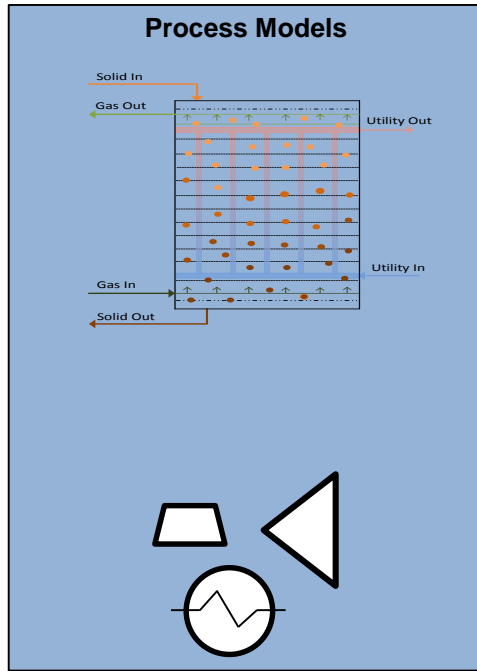 Process Models
Solid In
Gas Out
Utility Out
Utility In
Gas In
Solid Out